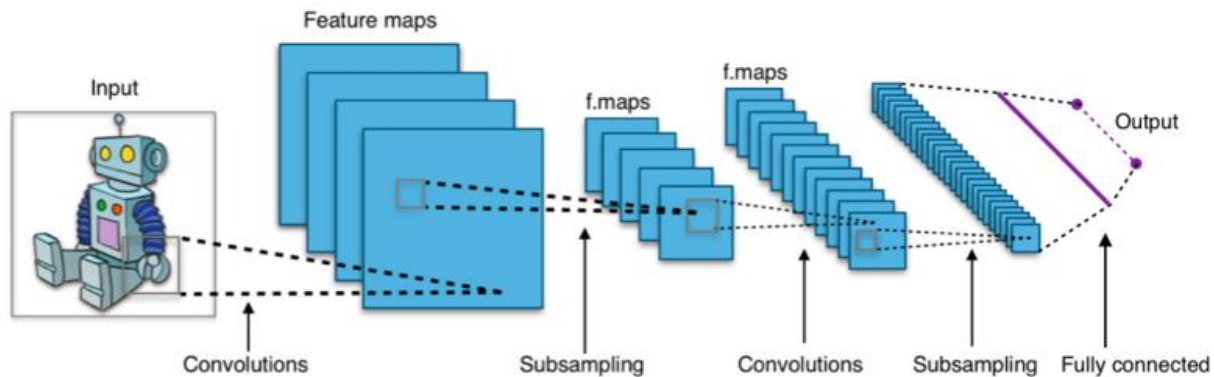 Feature maps
f.maps
Input
f.maps
Output
Convolutions
Subsampling
Convolutions
Subsampling
Fully connected